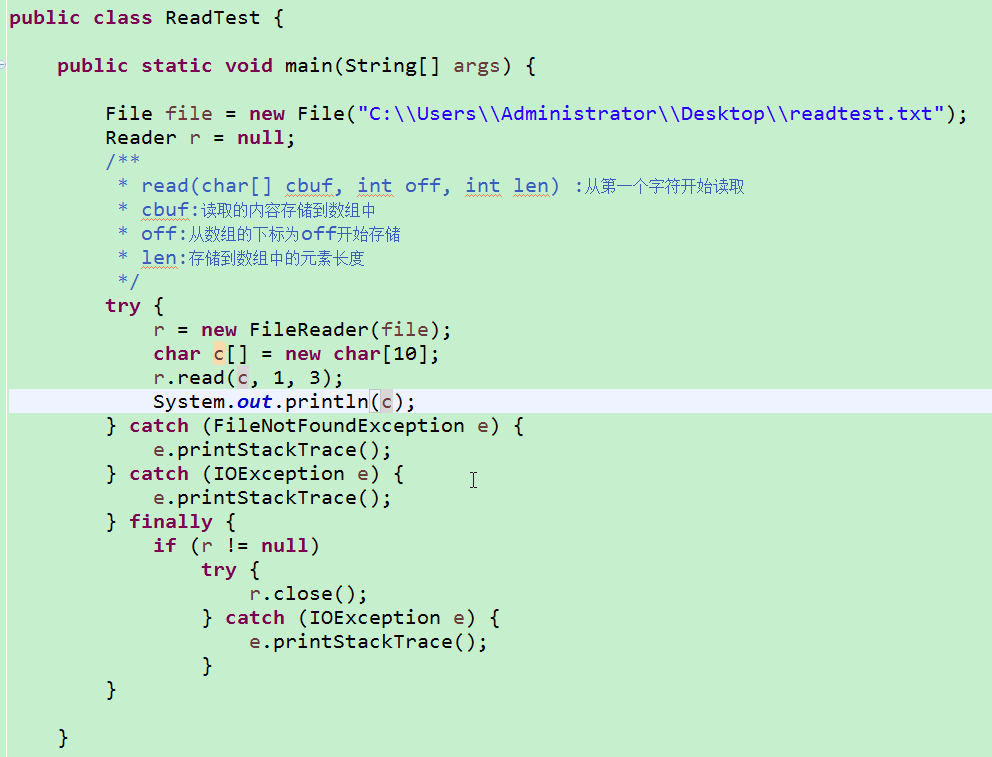 public class ReadTest {
public static void main(String[] args) {
File file = new File("C:\\Users\\Administrator\\Desktop\\readtest.txt");
Reader r = null;
/**
* read(char[] cbuf, int off, int len) :从第一个字符开始读取
* cbuf:读取的内容存储到数组中
* off:从数组的下标为off开始存储
* len:存储到数组中的元素长度
*/
try {
r = new FileReader(file);
char c[] = new char[10];
r.read(c, 1, 3);
System.out.println(c);
} catch (FileNotFoundException e) {
e.printStackTrace();
} catch (IOException e) {
e.printStackTrace();
} finally {
if (r != null)
try {
r.close();
} catch (IOException e) {
e.printStackTrace();
}
}
}